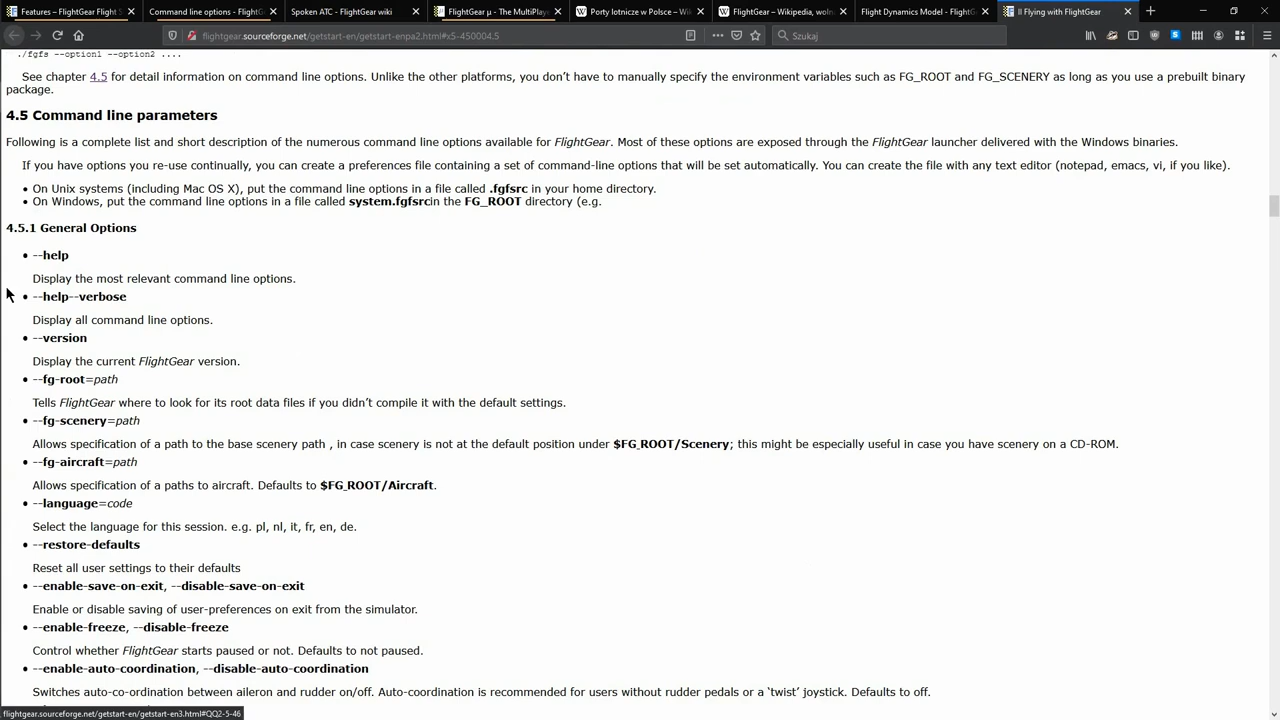 Features – FlightGear Flight S
Command line options - FlightG
Spoken ATC - FlightGear wiki
FlightGear µ - The MultiPlaye
Porty lotnicze w Polsce – Wiki
FlightGear – Wikipedia, wolna
Flight Dynamics Model - FlightG
II Flying with FlightGear
flightgear.sourceforge.net/getstart-en/getstart-enpa2.html#x5-450004.5
Szukaj
./fgfs --option1 --option2 ....
See chapter 4.5 for detail information on command line options. Unlike the other platforms, you don't have to manually specify the environment variables such as FG_ROOT and FG_SCENERY as long as you use a prebuilt binary
package.
4.5 Command line parameters
Following is a complete list and short description of the numerous command line options available for FlightGear. Most of these options are exposed through the FlightGear launcher delivered with the Windows binaries.
If you have options you re-use continually, you can create a preferences file containing a set of command-line options that will be set automatically. You can create the file with any text editor (notepad, emacs, vi, if you like).
• On Unix systems (including Mac OS X), put the command line options in a file called .fgfsrc in your home directory.
• On Windows, put the command line options in a file called system.fgfsrcin the FG_ROOT directory (e.g.
4.5.1 General Options
• --help
Display the most relevant command line options.
• --help--verbose
Display all command line options.
• --version
Display the current FlightGear version.
• --fg-root=path
Tells FlightGear where to look for its root data files if you didn't compile it with the default settings.
• --fg-scenery=path
Allows specification of a path to the base scenery path , in case scenery is not at the default position under $FG_ROOT/Scenery; this might be especially useful in case you have scenery on a CD-ROM.
• --fg-aircraft=path
Allows specification of a paths to aircraft. Defaults to $FG_ROOT/Aircraft.
• --language=code
Select the language for this session. e.g. pl, nl, it, fr, en, de.
• --restore-defaults
Reset all user settings to their defaults
• --enable-save-on-exit, --disable-save-on-exit
Enable or disable saving of user-preferences on exit from the simulator.
• --enable-freeze, --disable-freeze
Control whether FlightGear starts paused or not. Defaults to not paused.
• --enable-auto-coordination, --disable-auto-coordination
Switches auto-co-ordination between aileron and rudder on/off. Auto-coordination is recommended for users without rudder pedals or a 'twist' joystick. Defaults to off.
flightgear.sourceforge.net/getstart-en/getstart-en3.html#QQ2-5-46